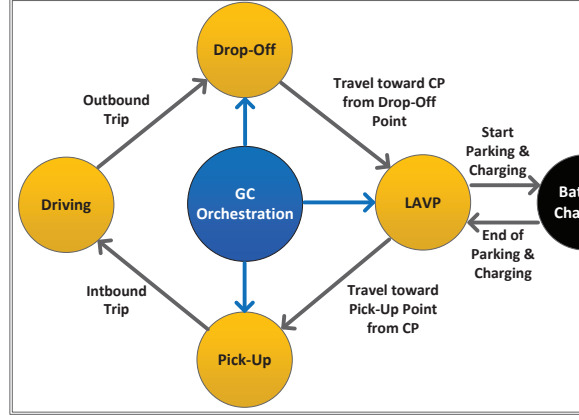 Drop-Off
Outbound
Trip
Travel toward CP
from Drop-Off
Point
Start
Parking &
Charging
Driving
GC
Orchestration
LAVP
End of
Parking &
Charging
Intbound
Trip
Travel toward
Pick-Up Point
from CP
Pick-Up